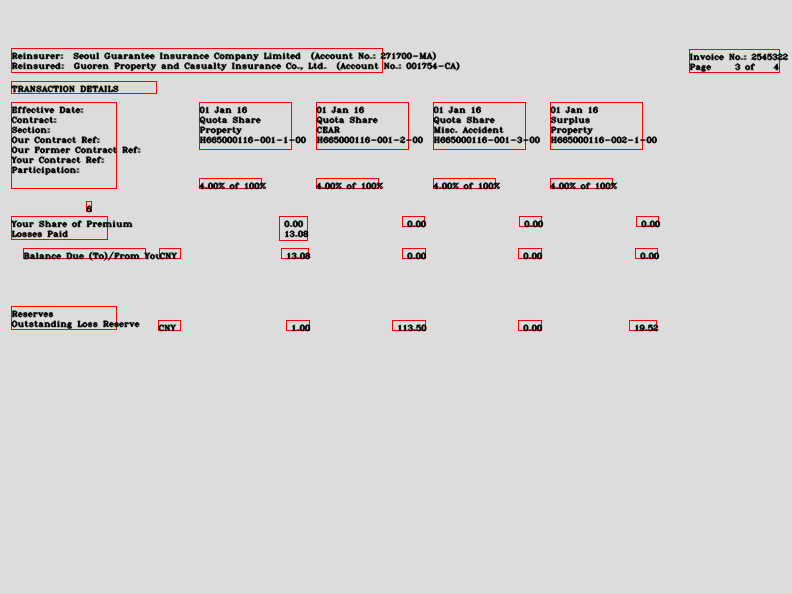 Reinsurer: Seoul Guarantee Insurance Company Limited (Account No.: 271700-MA)
Reinsured: Guoren Property and Casualty Insurance Co., Ltd. (Account No.: 001754-CA)
Invoice No.: 2545322
Page 3 of 4
TRANSACTION DETAILS
Effective Date: 01 Jan 16 01 Jan 16 01 Jan 16 01 Jan 16
Contract: Quota Share Quota Share Quota Share Surplus
Section: Property CEAR Misc. Accident Property
Our Contract Ref: H665000116-001-1-00 H665000116-001-2-00 H665000116-001-3-00 H665000116-002-1-00
Our Former Contract Ref:
Your Contract Ref:
Participation:
4.00% of 100% 4.00% of 100% 4.00% of 100% 4.00% of 100%
Your Share of Premium 0.00 0.00 0.00 0.00
Losses Paid 13.08
Balance Due (To)/From You CNY 13.08 0.00 0.00 0.00
Reserves
Outstanding Loss Reserve CNY 1.00 113.50 0.00 19.52